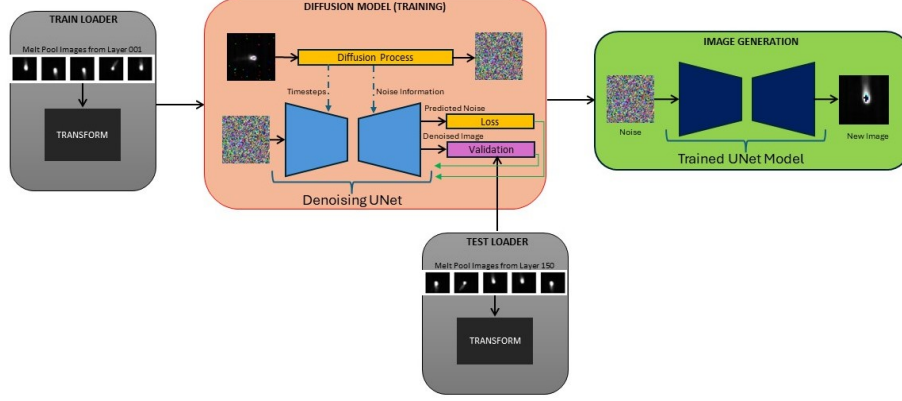 TRAIN LOADER
Melt Pool Images from Layer 001
TRANSFORM
DIFFUSION MODEL (TRAINING)
Diffusion Process
Timesteps
Noise Information
Predicted Noise
Loss
Denoised Image
Validation
Denoising UNet
TEST LOADER
Melt Pool Images from Layer 150
TRANSFORM
IMAGE GENERATION
Noise
New Image
Trained UNet Model